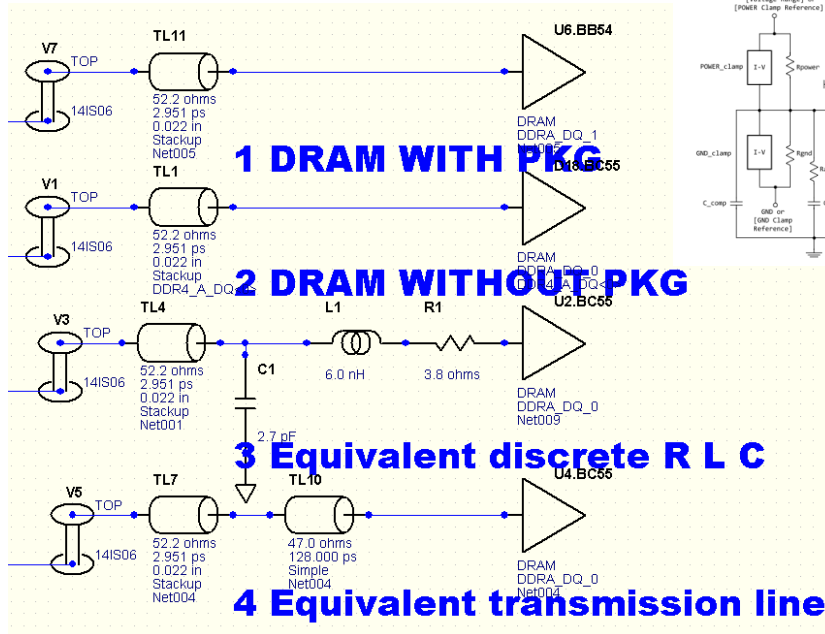 V7
TOP
14IS06
TL11
52.2 ohms
2.951 ps
0.022 in
Stackup
Net005
U6.BB54
DRAM
DDRA_DQ_1
1 DRAM WITH PKG
V1
TOP
14IS06
TL1
52.2 ohms
2.951 ps
0.022 in
Stackup
DDR4_A_DQ<
D18.BC55
DRAM
DDRA_DQ_0
DDR4_A_DQ<
2 DRAM WITHOUT PKG
V3
TOP
14IS06
TL4
52.2 ohms
2.951 ps
0.022 in
Stackup
Net001
C1
2.7 pF
L1
6.0 nH
R1
3.8 ohms
U2.BC55
DRAM
DDRA_DQ_0
Net009
3 Equivalent discrete R L C
V5
TOP
14IS06
TL7
52.2 ohms
2.951 ps
0.022 in
Stackup
Net004
TL10
47.0 ohms
128.000 ps
Simple
Net004
U4.BC55
DRAM
DDRA_DQ_0
Net004
4 Equivalent transmission line
[POWER Clamp Reference]
POWER_clamp
I-V
Rpower
GND_clamp
I-V
Rgnd
C_comp
GND or
[GND Clamp
Reference]